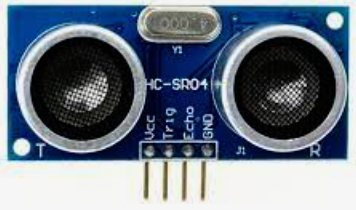 4.000
Y1
HC-SR04
Vcc
Trig
Echo
GND
T
J1
R